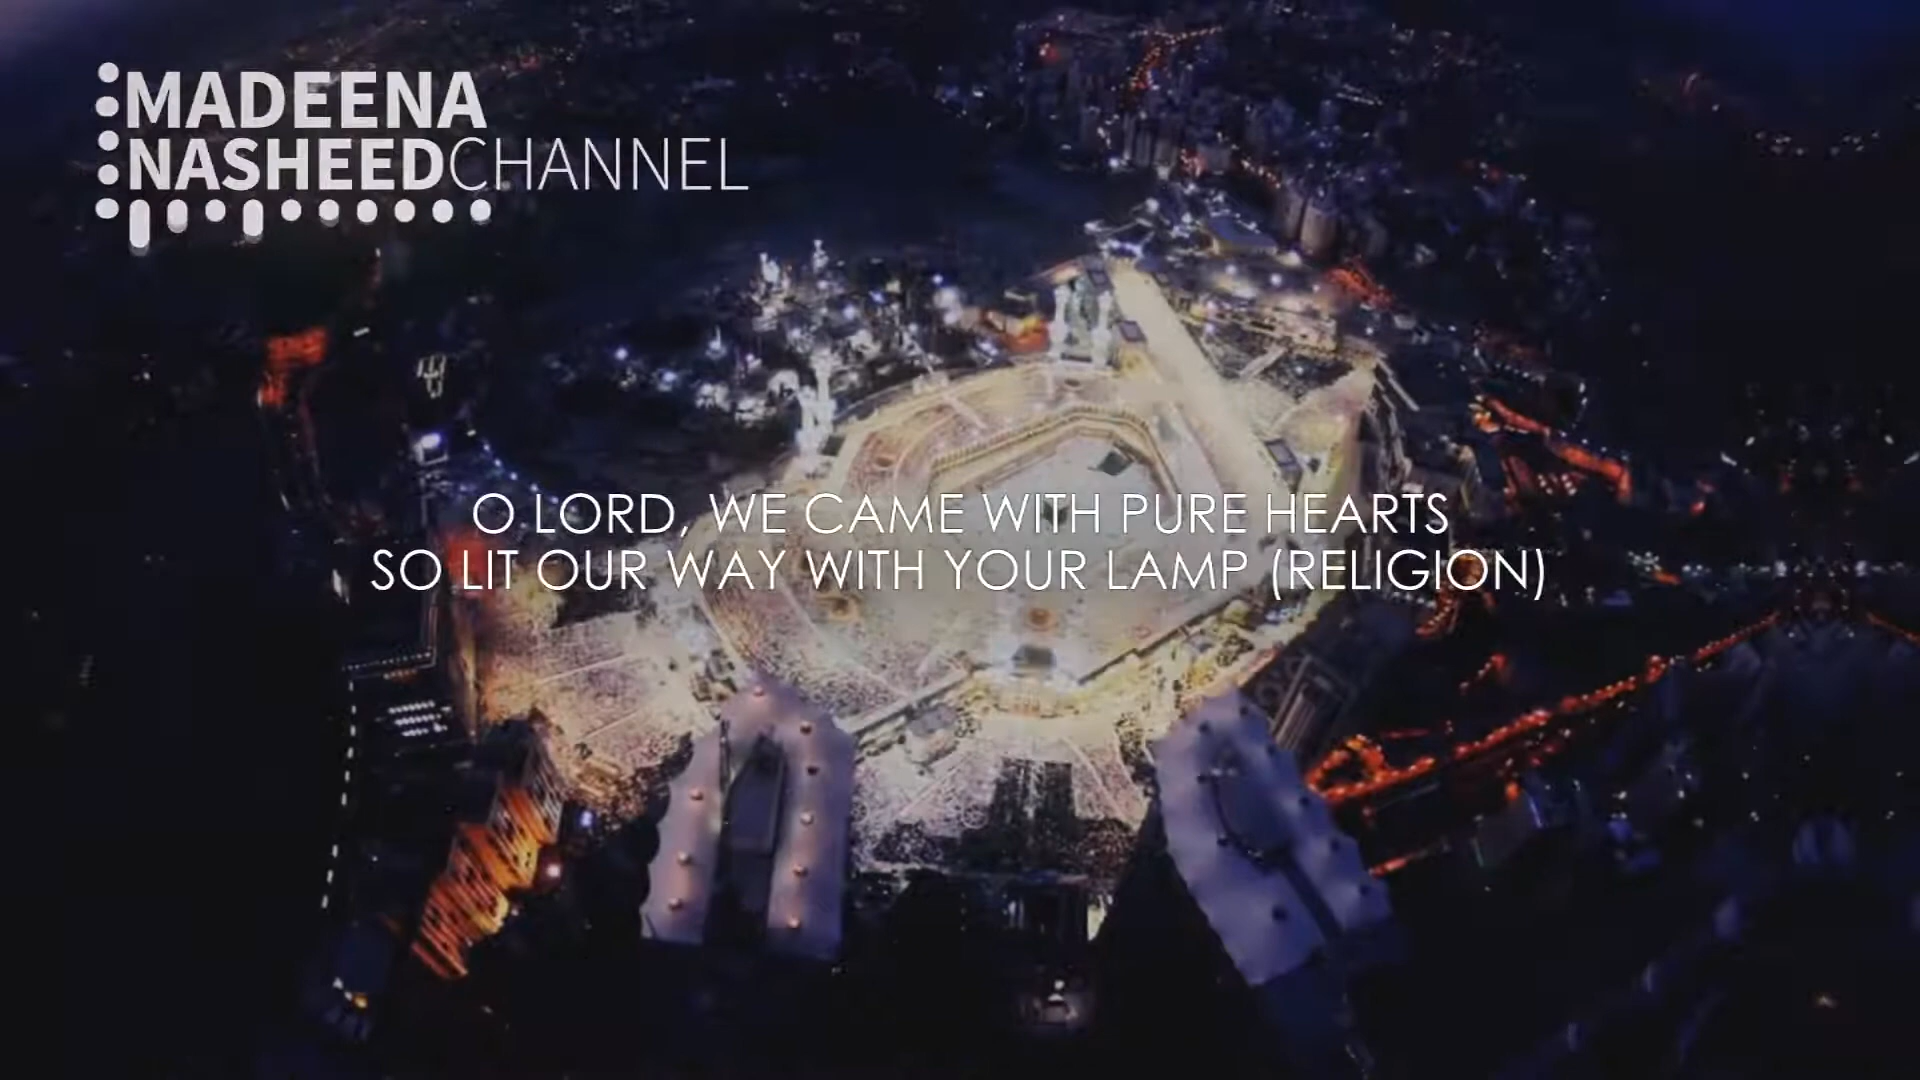 MADEENA
NASHEEDCHANNEL
O LORD, WE CAME WITH PURE HEARTS
SO LIT OUR WAY WITH YOUR LAMP (RELIGION)